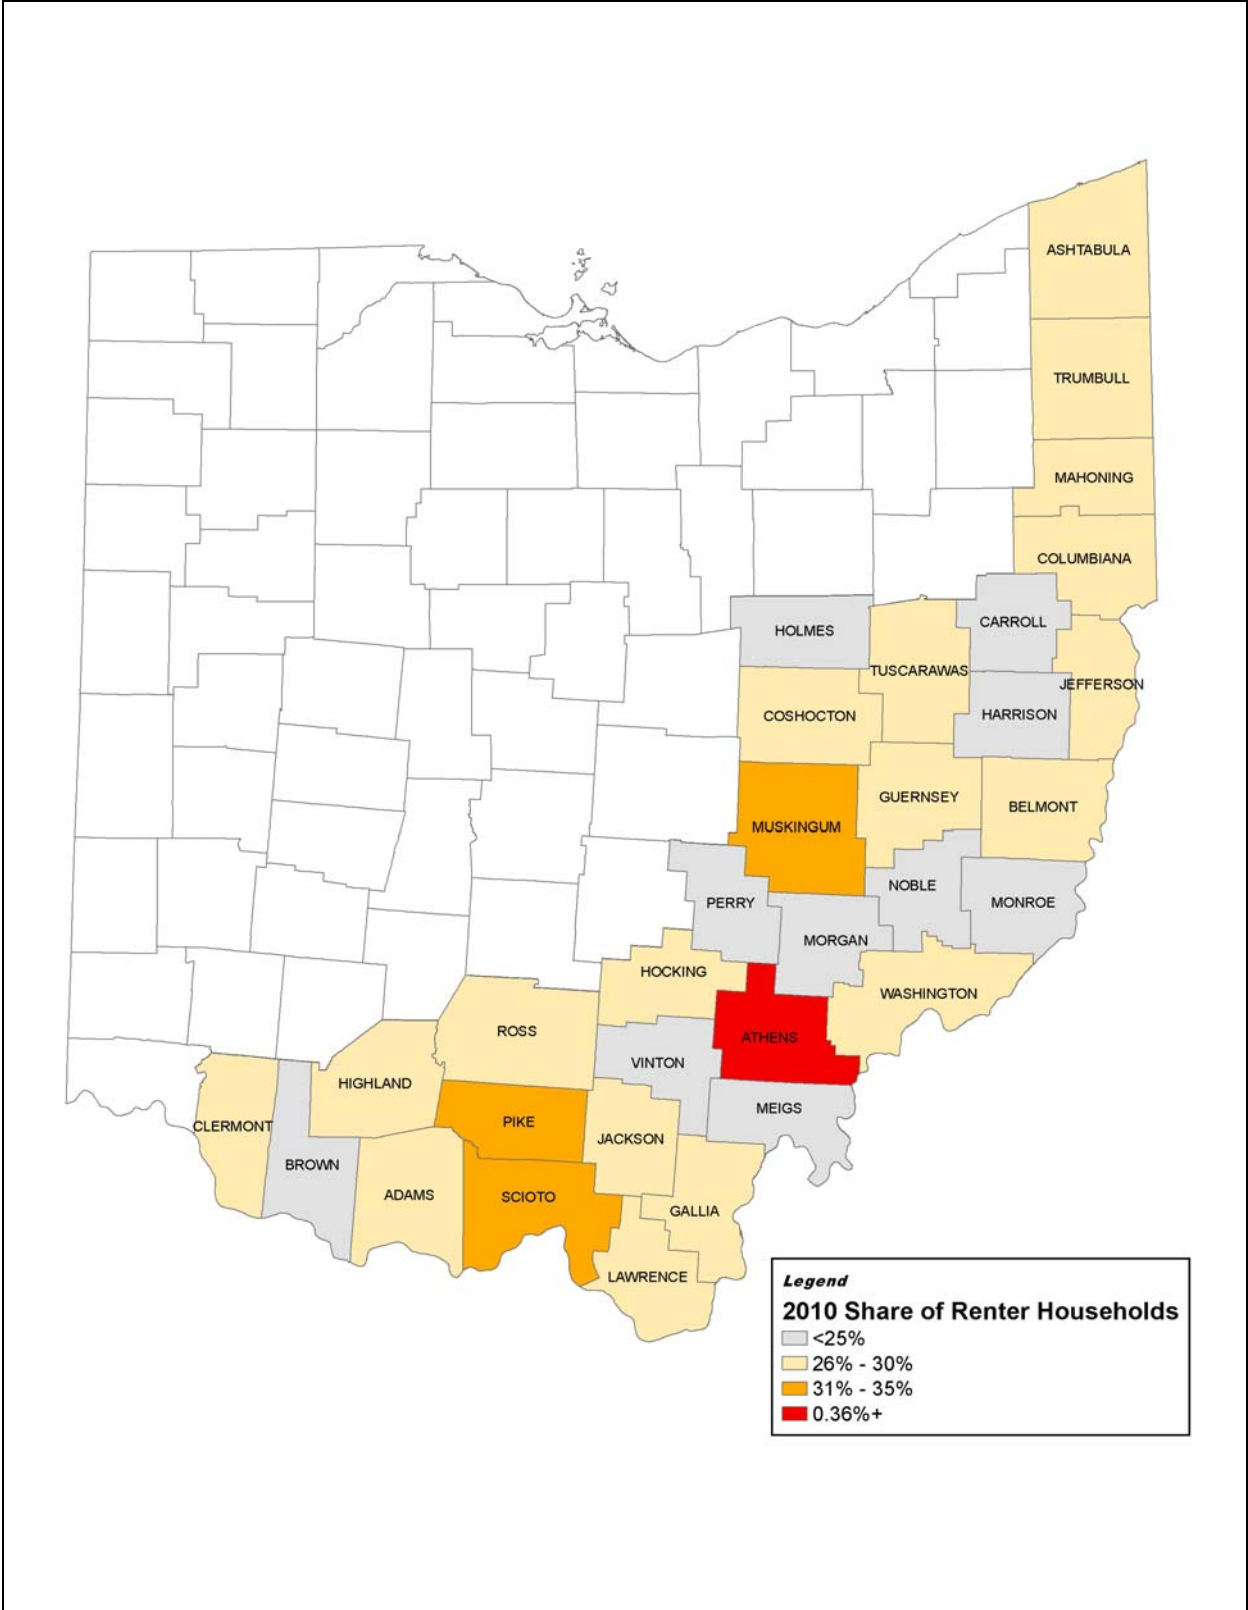 ASHTABULA
TRUMBULL
MAHONING
COLUMBIANA
CARROLL
HOLMES
TUSCARAWAS
JEFFERSON
COSHOCTON
HARRISON
GUERNSEY
BELMONT
MUSKINGUM
NOBLE
PERRY
MONROE
MORGAN
HOCKING
WASHINGTON
ROSS
ATHENS
VINTON
HIGHLAND
MEIGS
PIKE
CLERMONT
JACKSON
BROWN
ADAMS
SCIOTO
GALLIA
LAWRENCE
Legend
2010 Share of Renter Households
<25%
26% - 30%
31% - 35%
0.36%+